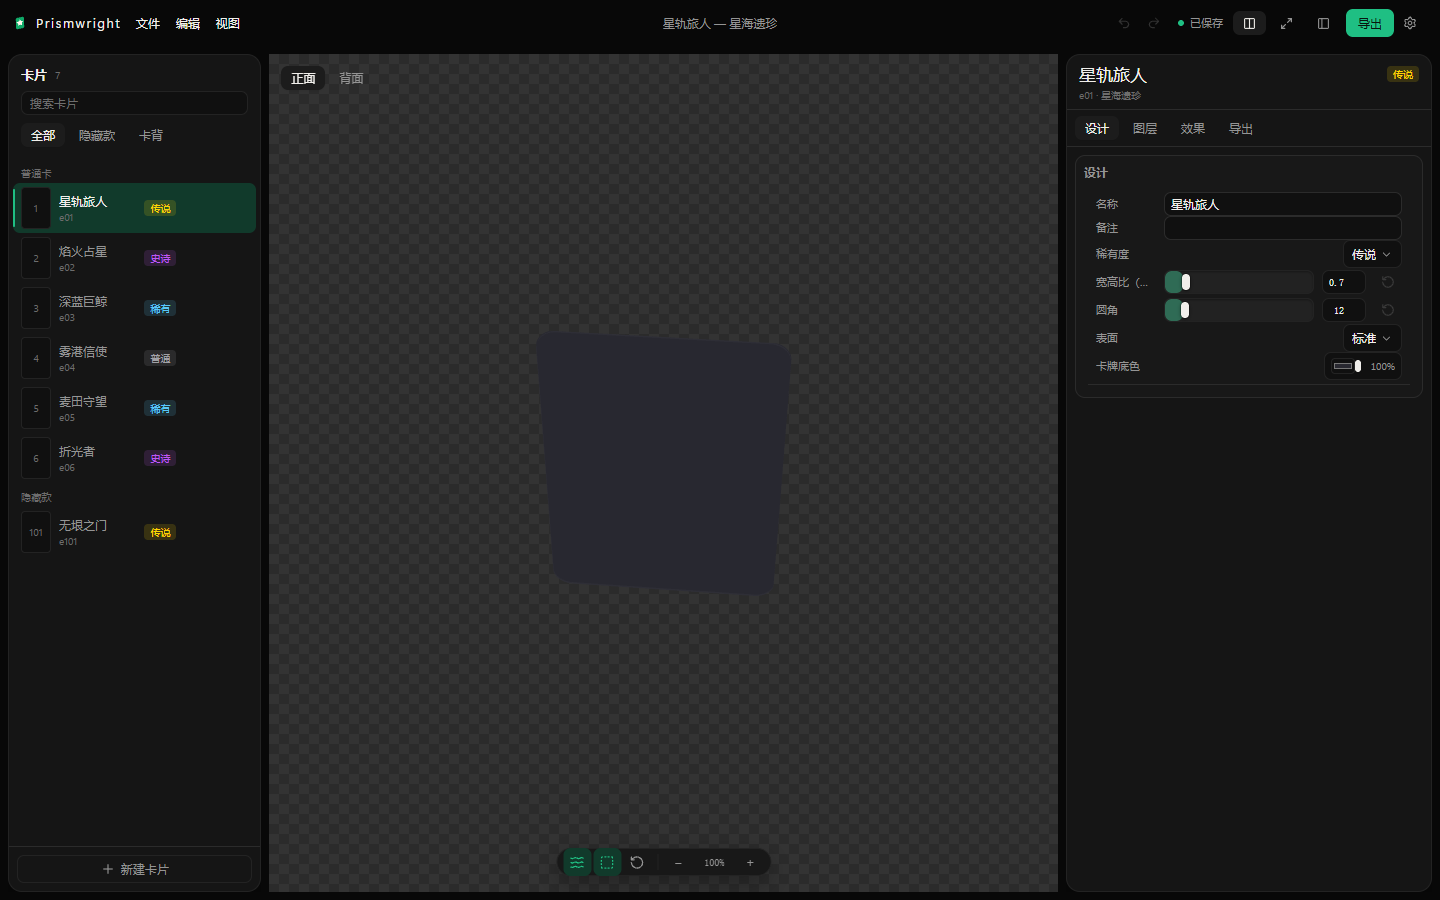 Prismwright 文件 编辑 视图
星轨旅人 — 星海遗珍
已保存 导出
卡片 7
搜索卡片
全部 隐藏款 卡背
普通卡
1 星轨旅人 传说
e01
2 焰火占星 史诗
e02
3 深蓝巨鲸 稀有
e03
4 雾港信使 普通
e04
5 麦田守望 稀有
e05
6 折光者 史诗
e06
隐藏款
101 无垠之门 传说
e101
新建卡片
正面 背面
100%
星轨旅人 传说
e01 · 星海遗珍
设计 图层 效果 导出
设计
名称 星轨旅人
备注
稀有度 传说
宽高比（... 0.7
圆角 12
表面 标准
卡牌底色 100%